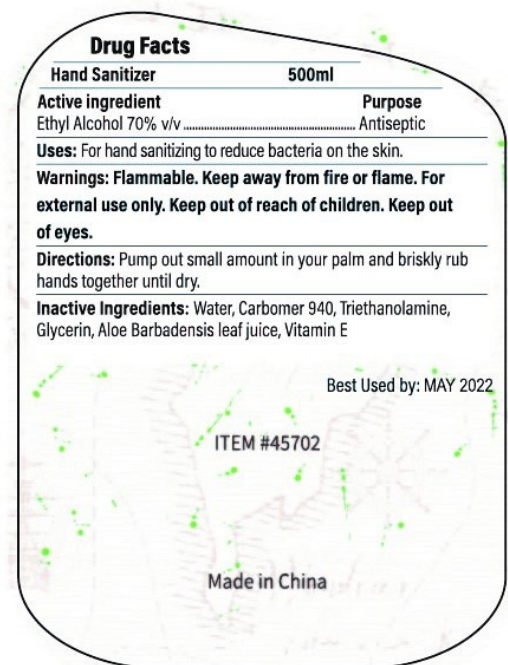 Drug Facts
Hand Sanitizer 500ml
Active ingredient Purpose
Ethyl Alcohol 70% v/v ............................................................ Antiseptic
Uses: For hand sanitizing to reduce bacteria on the skin.
Warnings: Flammable. Keep away from fire or flame. For
external use only. Keep out of reach of children. Keep out
of eyes.
Directions: Pump out small amount in your palm and briskly rub
hands together until dry.
Inactive Ingredients: Water, Carbomer 940, Triethanolamine,
Glycerin, Aloe Barbadensis leaf juice, Vitamin E
Best Used by: MAY 2022
ITEM #45702
Made in China